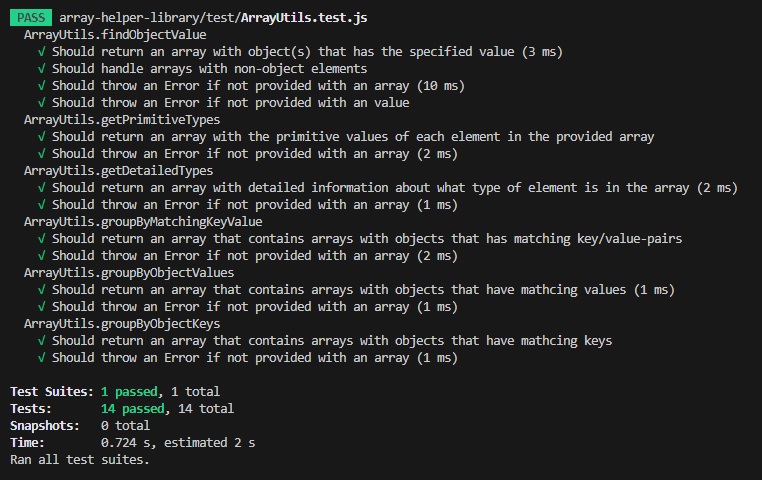 PASS array-helper-library/test/ArrayUtils.test.js
ArrayUtils.findObjectValue
√ Should return an array with object(s) that has the specified value (3 ms)
√ Should handle arrays with non-object elements
√ Should throw an Error if not provided with an array (10 ms)
√ Should throw an Error if not provided with an value
ArrayUtils.getPrimitiveTypes
√ Should return an array with the primitive values of each element in the provided array
√ Should throw an Error if not provided with an array (2 ms)
ArrayUtils.getDetailedTypes
√ Should return an array with detailed information about what type of element is in the array (2 ms)
√ Should throw an Error if not provided with an array (1 ms)
ArrayUtils.groupByMatchingKeyValue
√ Should return an array that contains arrays with objects that has matching key/value-pairs
√ Should throw an Error if not provided with an array (2 ms)
ArrayUtils.groupByObjectValues
√ Should return an array that contains arrays with objects that have mathcing values (1 ms)
√ Should throw an Error if not provided with an array (1 ms)
ArrayUtils.groupByObjectKeys
√ Should return an array that contains arrays with objects that have mathcing keys
√ Should throw an Error if not provided with an array (1 ms)
Test Suites: 1 passed, 1 total
Tests: 14 passed, 14 total
Snapshots: 0 total
Time: 0.724 s, estimated 2 s
Ran all test suites.